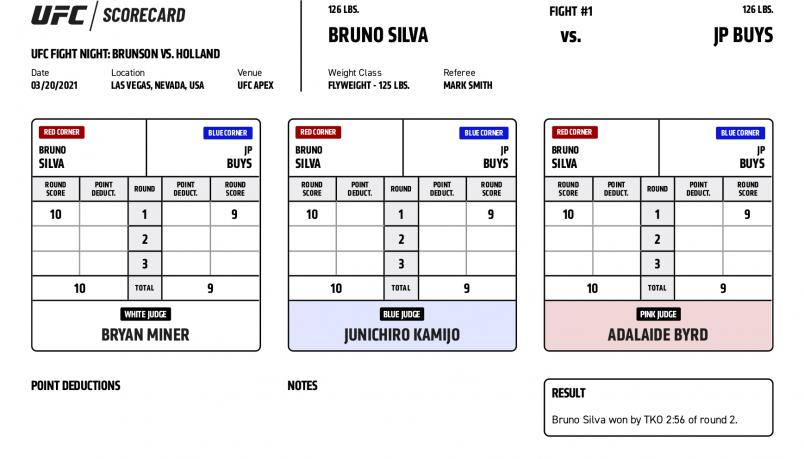 UFC SCORECARD
UFC FIGHT NIGHT: BRUNSON VS. HOLLAND
Date Location Venue
03/20/2021 LAS VEGAS, NEVADA, USA UFC APEX
126 LBS. FIGHT #1 126 LBS.
BRUNO SILVA VS. JP BUYS
Weight Class Referee
FLYWEIGHT - 125 LBS. MARK SMITH
RED CORNER BLUE CORNER
BRUNO JP
SILVA BUYS
ROUND SCORE POINT DEDUCT. ROUND POINT DEDUCT. ROUND SCORE
10 1 9
2
3
10 TOTAL 9
WHITE JUDGE
BRYAN MINER
RED CORNER BLUE CORNER
BRUNO JP
SILVA BUYS
ROUND SCORE POINT DEDUCT. ROUND POINT DEDUCT. ROUND SCORE
10 1 9
2
3
10 TOTAL 9
BLUE JUDGE
JUNICHIRO KAMIJO
RED CORNER BLUE CORNER
BRUNO JP
SILVA BUYS
ROUND SCORE POINT DEDUCT. ROUND POINT DEDUCT. ROUND SCORE
10 1 9
2
3
10 TOTAL 9
PINK JUDGE
ADALAIDE BYRD
POINT DEDUCTIONS
NOTES
RESULT
Bruno Silva won by TKO 2:56 of round 2.